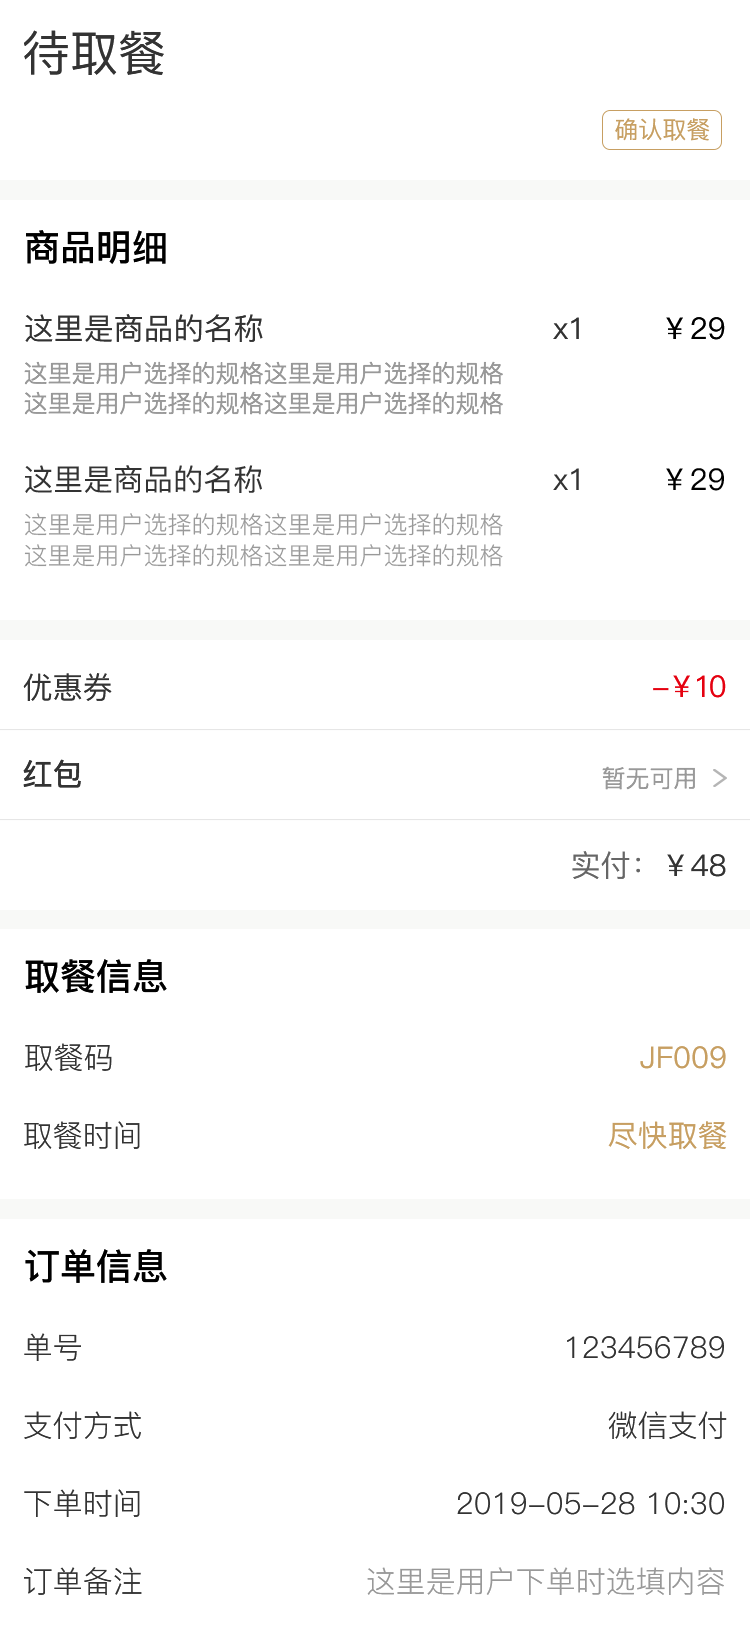 待取餐
确认取餐
商品明细
这里是商品的名称 x1 ¥29
这里是用户选择的规格这里是用户选择的规格
这里是用户选择的规格这里是用户选择的规格
这里是商品的名称 x1 ¥29
这里是用户选择的规格这里是用户选择的规格
这里是用户选择的规格这里是用户选择的规格
优惠券 -¥10
红包 暂无可用 >
实付： ¥48
取餐信息
取餐码 JF009
取餐时间 尽快取餐
订单信息
单号 123456789
支付方式 微信支付
下单时间 2019-05-28 10:30
订单备注 这里是用户下单时选填内容